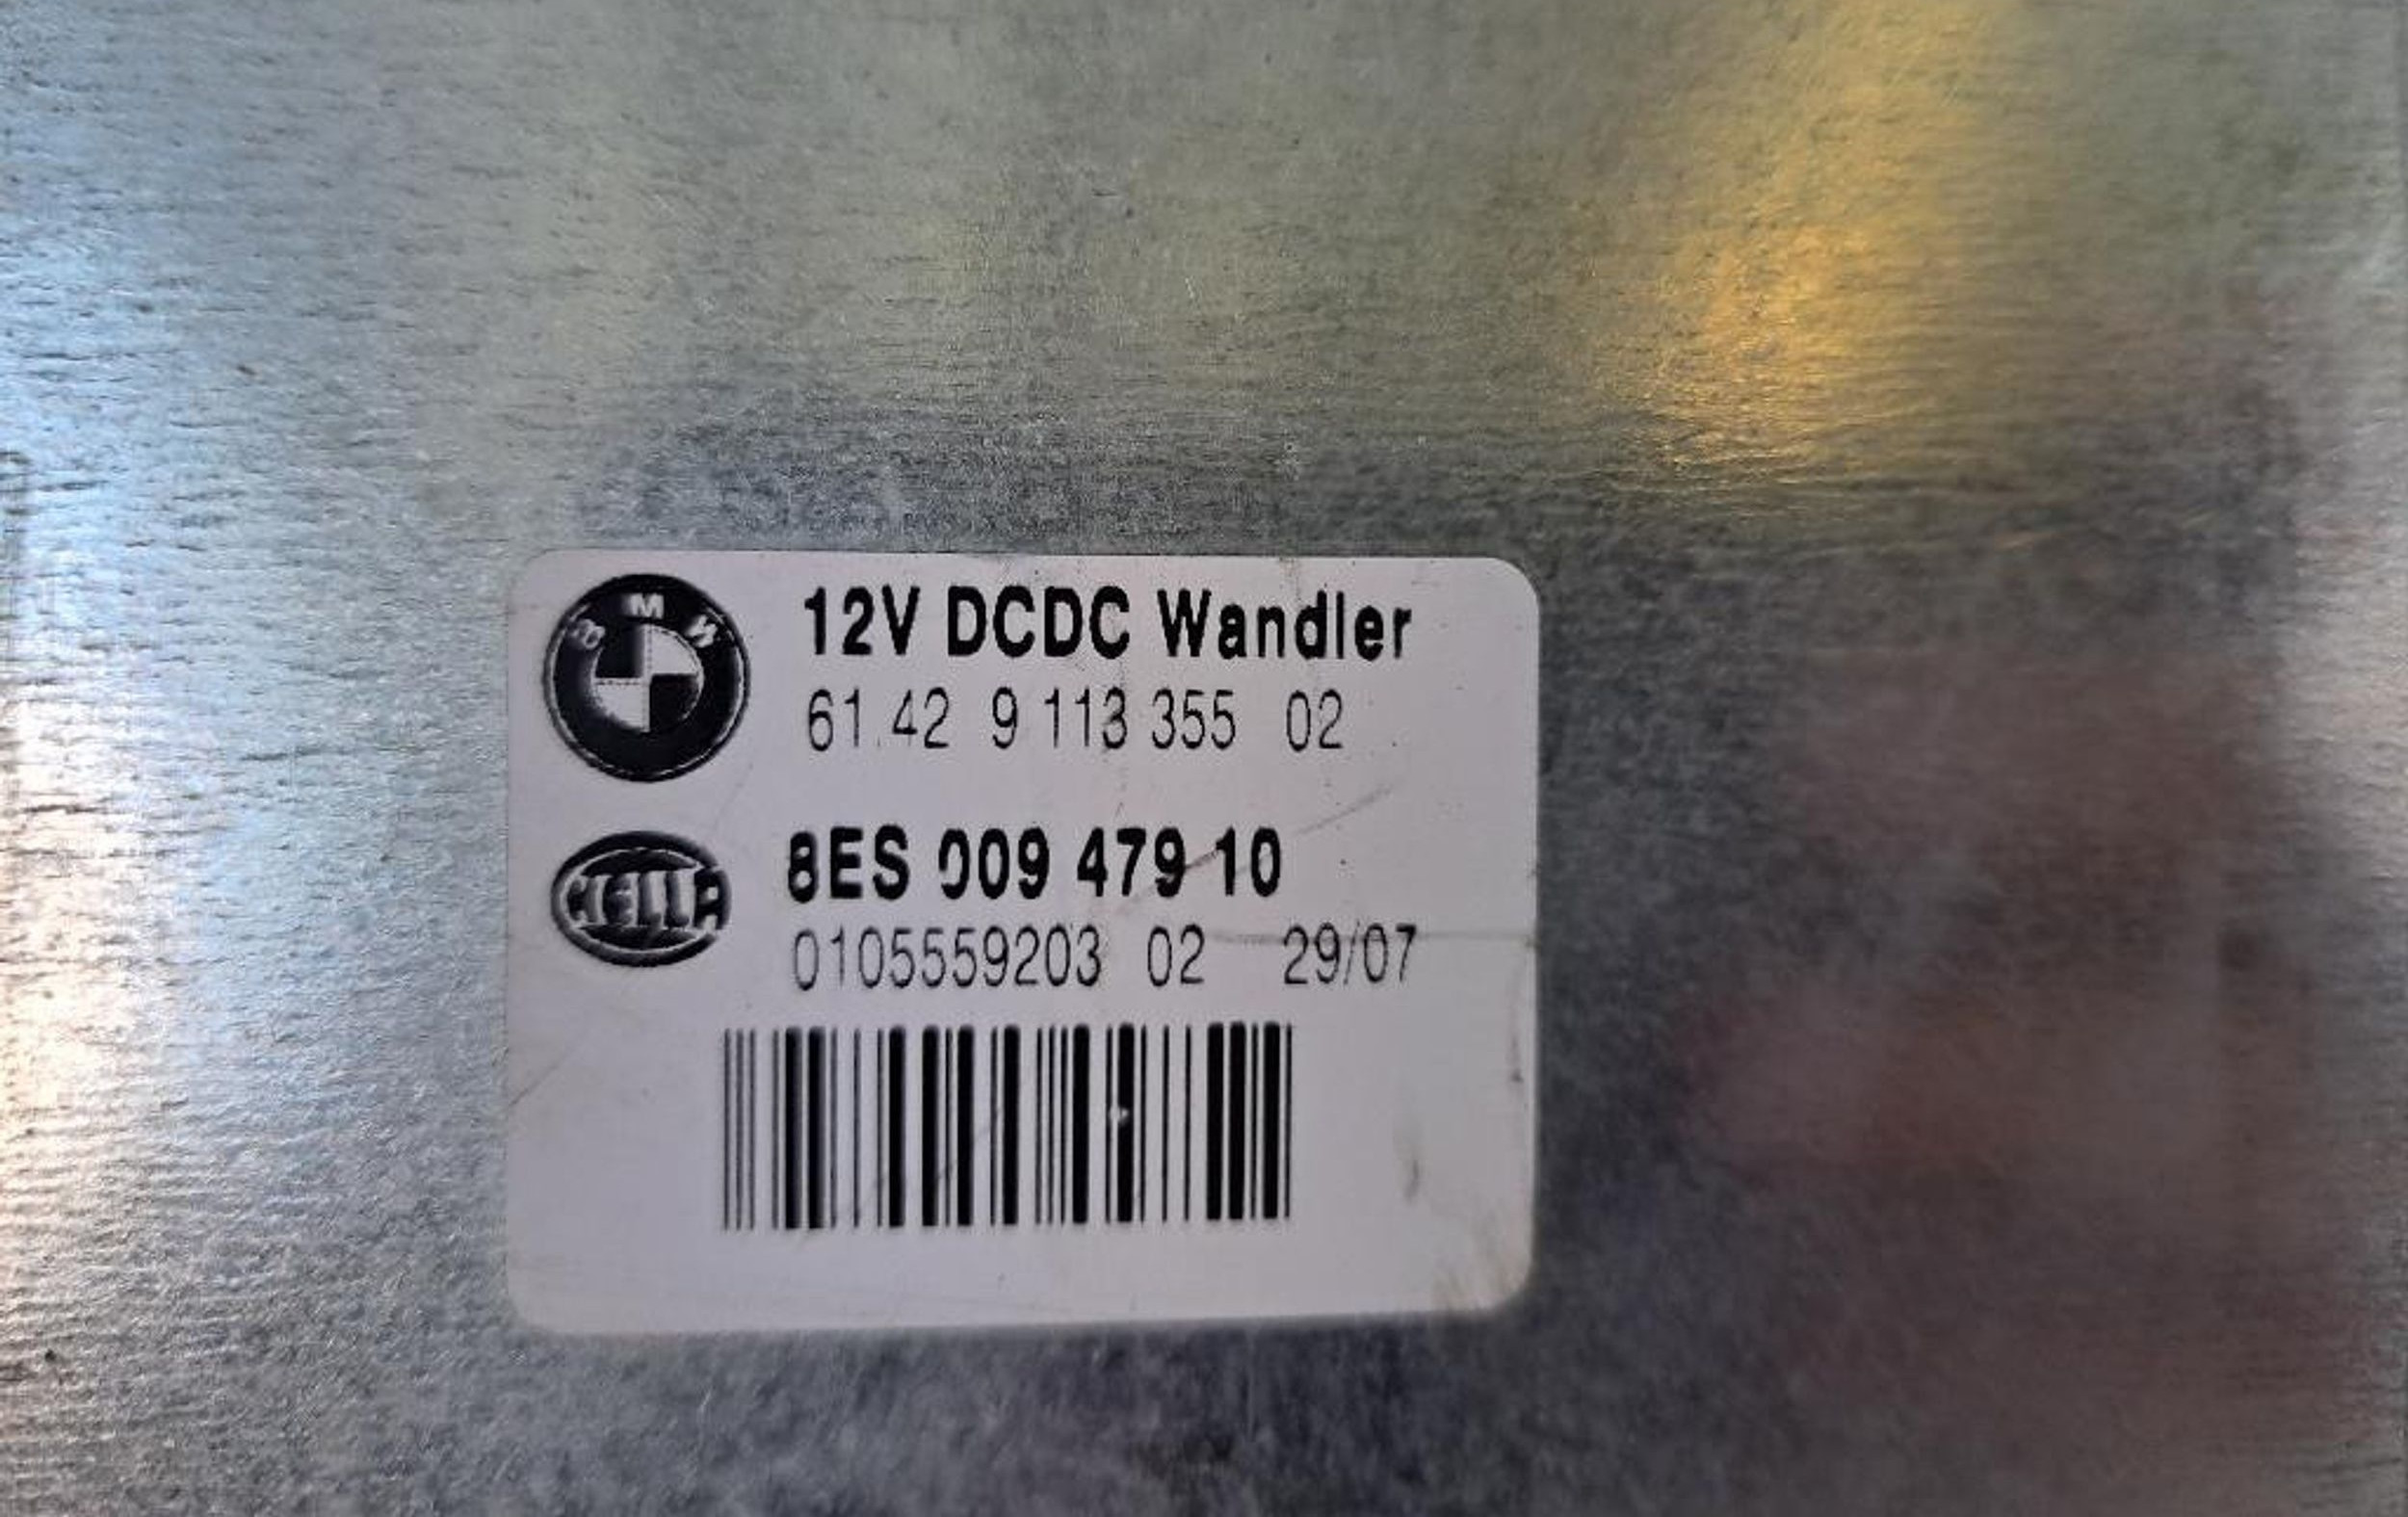 BMW
12V DCDC Wandler
61.42 9 113 355 02
HELLA
8ES 009 479 10
0105559203 02 29/07